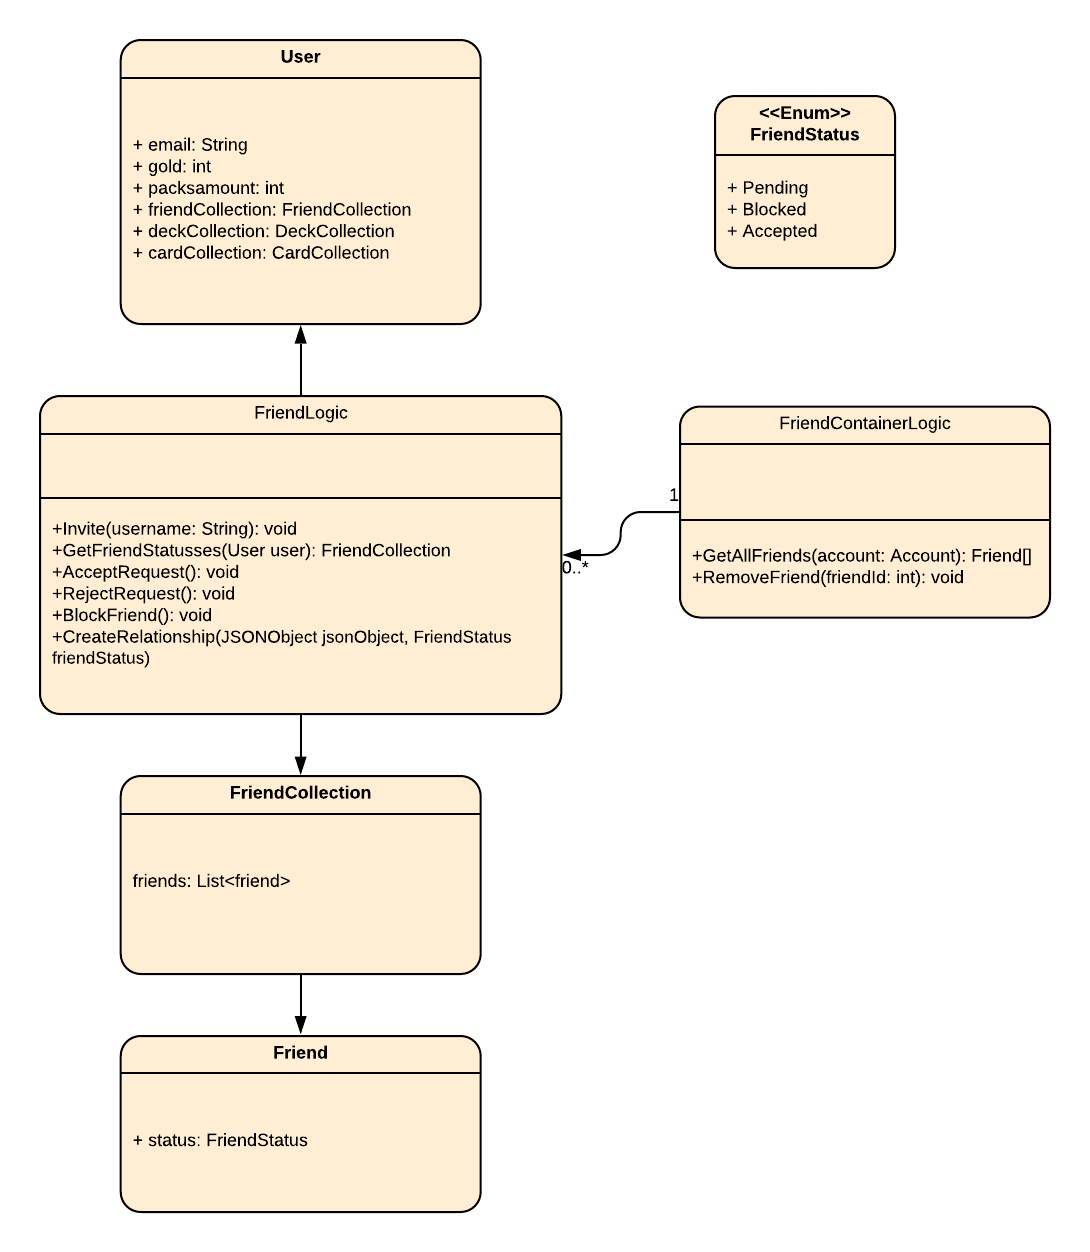 User
+ email: String
+ gold: int
+ packsamount: int
+ friendCollection: FriendCollection
+ deckCollection: DeckCollection
+ cardCollection: CardCollection
<<Enum>>
FriendStatus
+ Pending
+ Blocked
+ Accepted
FriendLogic
+Invite(username: String): void
+GetFriendStatusses(User user): FriendCollection
+AcceptRequest(): void
+RejectRequest(): void
+BlockFriend(): void
+CreateRelationship(JSONObject jsonObject, FriendStatus
friendStatus)
FriendContainerLogic
1
0..*
+GetAllFriends(account: Account): Friend[]
+RemoveFriend(friendId: int): void
FriendCollection
friends: List<friend>
Friend
+ status: FriendStatus